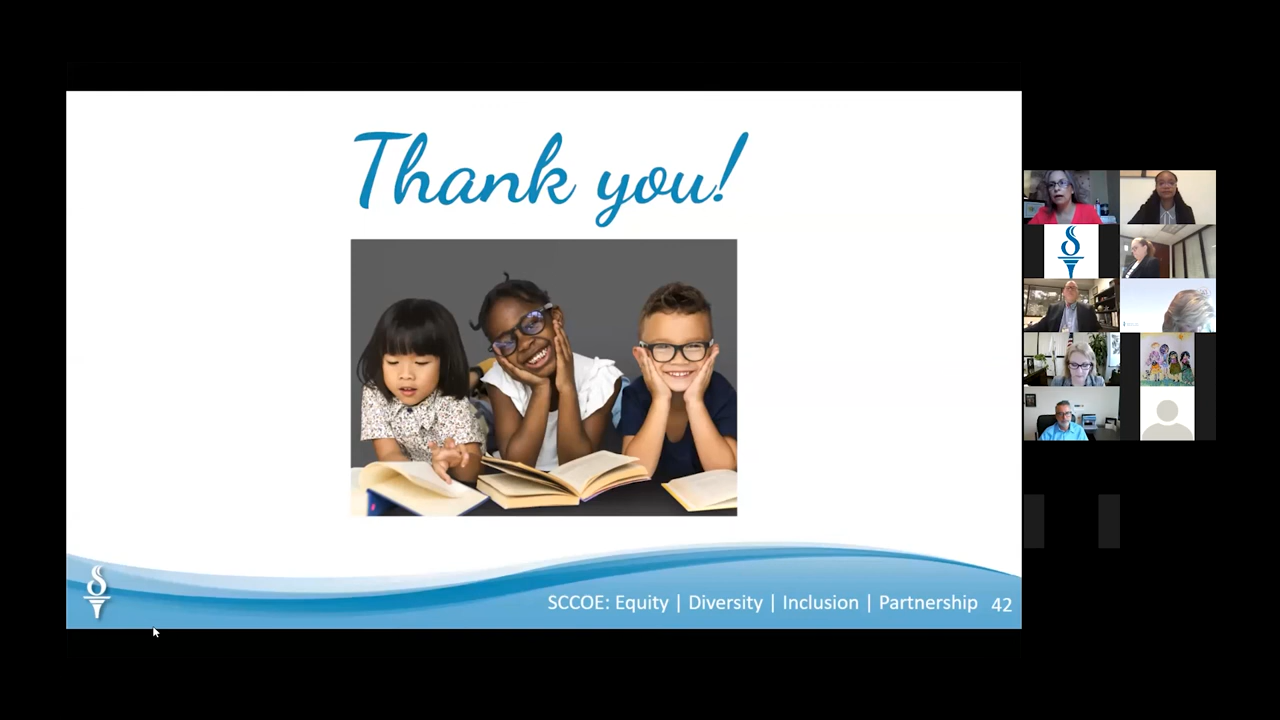 Thank you!
SCCOE: Equity | Diversity | Inclusion | Partnership 42